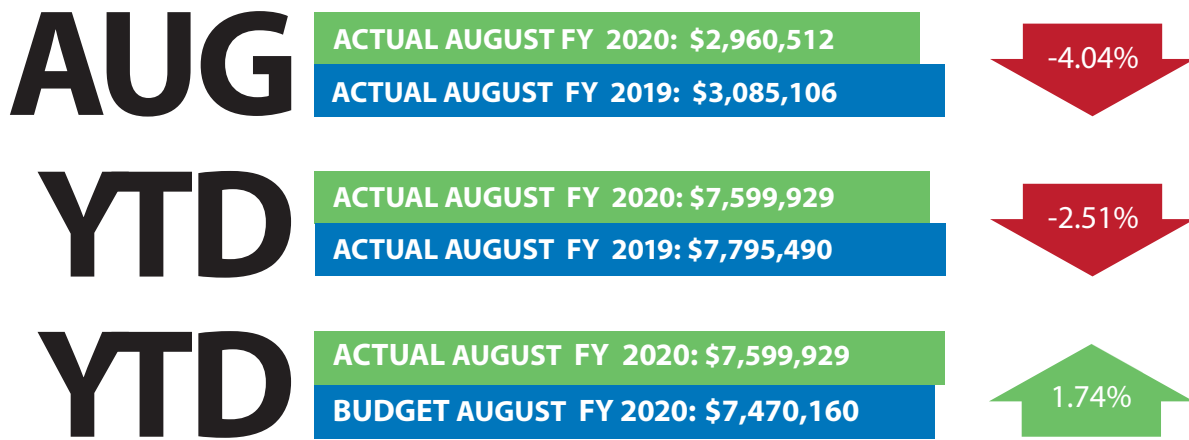 AUG
ACTUAL AUGUST FY 2020: $2,960,512
ACTUAL AUGUST FY 2019: $3,085,106
-4.04%
YTD
ACTUAL AUGUST FY 2020: $7,599,929
ACTUAL AUGUST FY 2019: $7,795,490
-2.51%
YTD
ACTUAL AUGUST FY 2020: $7,599,929
BUDGET AUGUST FY 2020: $7,470,160
1.74%